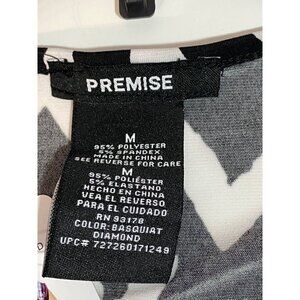 PREMISE
M
95% POLYESTER
5% SPANDEX
MADE IN CHINA
SEE REVERSE FOR CARE
M
95% POLIÉSTER
5% ELASTANO
HECHO EN CHINA
VEA EL REVERSO
PARA EL CUIDADO
RN 93178
COLOR: BASQUIAT
DIAMOND
UPC# 727260171249